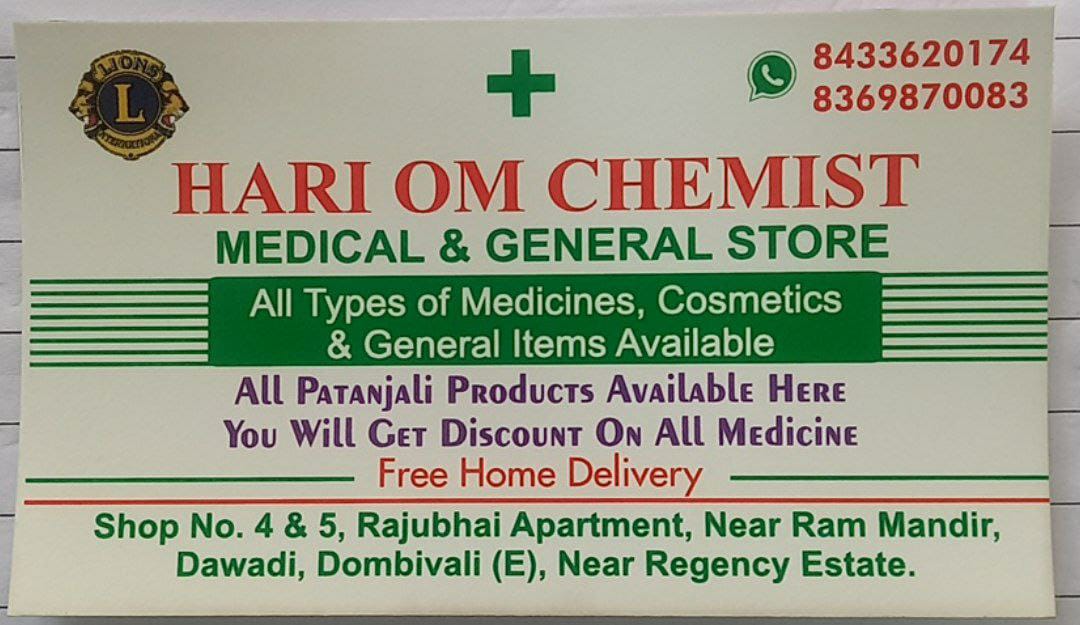 LIONS
L
INTERNATIONAL
8433620174
8369870083
HARI OM CHEMIST
MEDICAL & GENERAL STORE
All Types of Medicines, Cosmetics
& General Items Available
All Patanjali Products Available Here
You Will Get Discount On All Medicine
Free Home Delivery
Shop No. 4 & 5, Rajubhai Apartment, Near Ram Mandir,
Dawadi, Dombivali (E), Near Regency Estate.